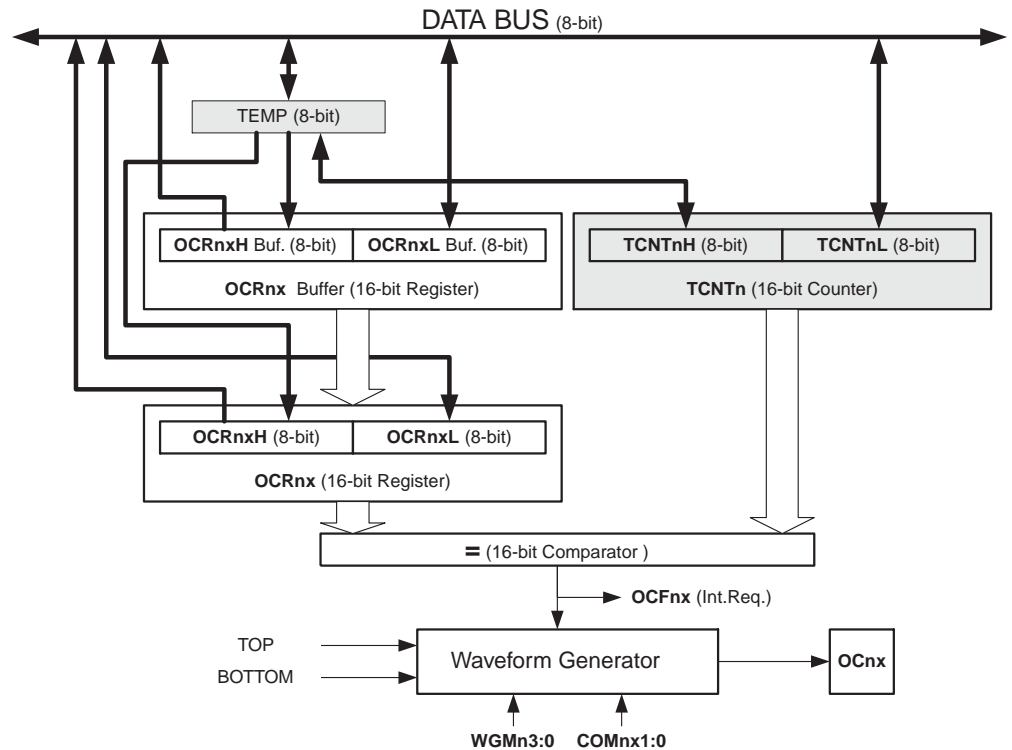 DATA BUS (8-bit)
TEMP (8-bit)
OCRnxH Buf. (8-bit)
OCRnxL Buf. (8-bit)
OCRnx Buffer (16-bit Register)
TCNTnH (8-bit)
TCNTnL (8-bit)
TCNTn (16-bit Counter)
OCRnxH (8-bit)
OCRnxL (8-bit)
OCRnx (16-bit Register)
= (16-bit Comparator )
OCFnx (Int.Req.)
TOP
BOTTOM
Waveform Generator
OCnx
WGMn3:0
COMnx1:0